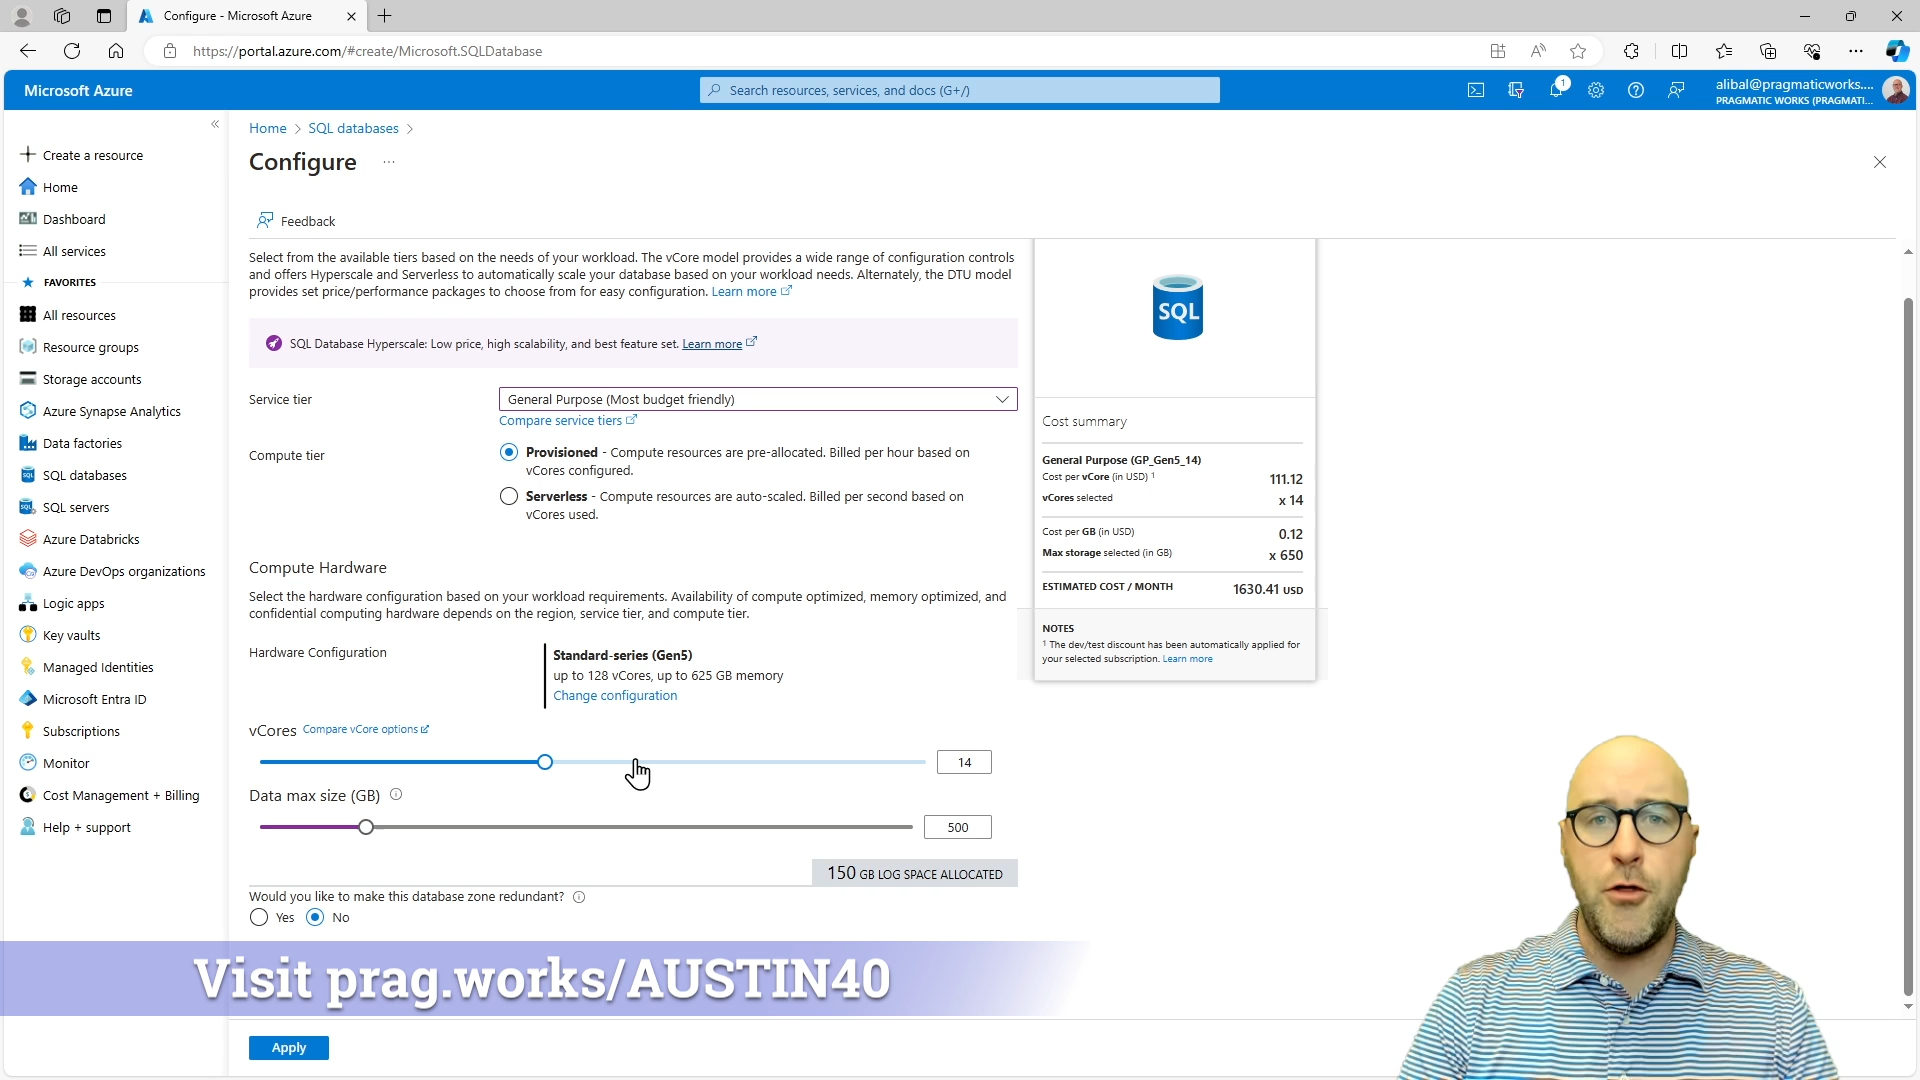 Configure - Microsoft Azure
https://portal.azure.com/#create/Microsoft.SQLDatabase
Microsoft Azure
Search resources, services, and docs (G+/)
1
alibal@pragmaticworks....
PRAGMATIC WORKS (PRAGMATI...
Create a resource
Home
Dashboard
All services
FAVORITES
All resources
Resource groups
Storage accounts
Azure Synapse Analytics
Data factories
SQL databases
SQL servers
Azure Databricks
Azure DevOps organizations
Logic apps
Key vaults
Managed Identities
Microsoft Entra ID
Subscriptions
Monitor
Cost Management + Billing
Help + support
Home > SQL databases >
Configure ...
Feedback
Select from the available tiers based on the needs of your workload. The vCore model provides a wide range of configuration controls
and offers Hyperscale and Serverless to automatically scale your database based on your workload needs. Alternately, the DTU model
provides set price/performance packages to choose from for easy configuration. Learn more
SQL Database Hyperscale: Low price, high scalability, and best feature set. Learn more
Service tier
General Purpose (Most budget friendly)
Compare service tiers
Compute tier
Provisioned - Compute resources are pre-allocated. Billed per hour based on
vCores configured.
Serverless - Compute resources are auto-scaled. Billed per second based on
vCores used.
Compute Hardware
Select the hardware configuration based on your workload requirements. Availability of compute optimized, memory optimized, and
confidential computing hardware depends on the region, service tier, and compute tier.
Hardware Configuration
Standard-series (Gen5)
up to 128 vCores, up to 625 GB memory
Change configuration
vCores Compare vCore options
14
Data max size (GB)
500
150 GB LOG SPACE ALLOCATED
Would you like to make this database zone redundant?
Yes No
Apply
SQL
Cost summary
General Purpose (GP_Gen5_14)
Cost per vCore (in USD) 1 111.12
vCores selected x 14
Cost per GB (in USD) 0.12
Max storage selected (in GB) x 650
ESTIMATED COST / MONTH 1630.41 USD
NOTES
1 The dev/test discount has been automatically applied for
your selected subscription. Learn more
Visit prag.works/AUSTIN40